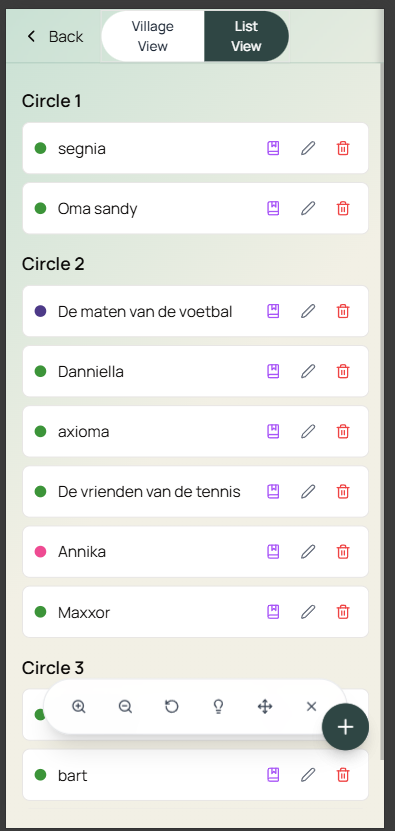 Back
Village
View
List
View
Circle 1
segnia
Oma sandy
Circle 2
De maten van de voetbal
Danniella
axioma
De vrienden van de tennis
Annika
Maxxor
Circle 3
bart